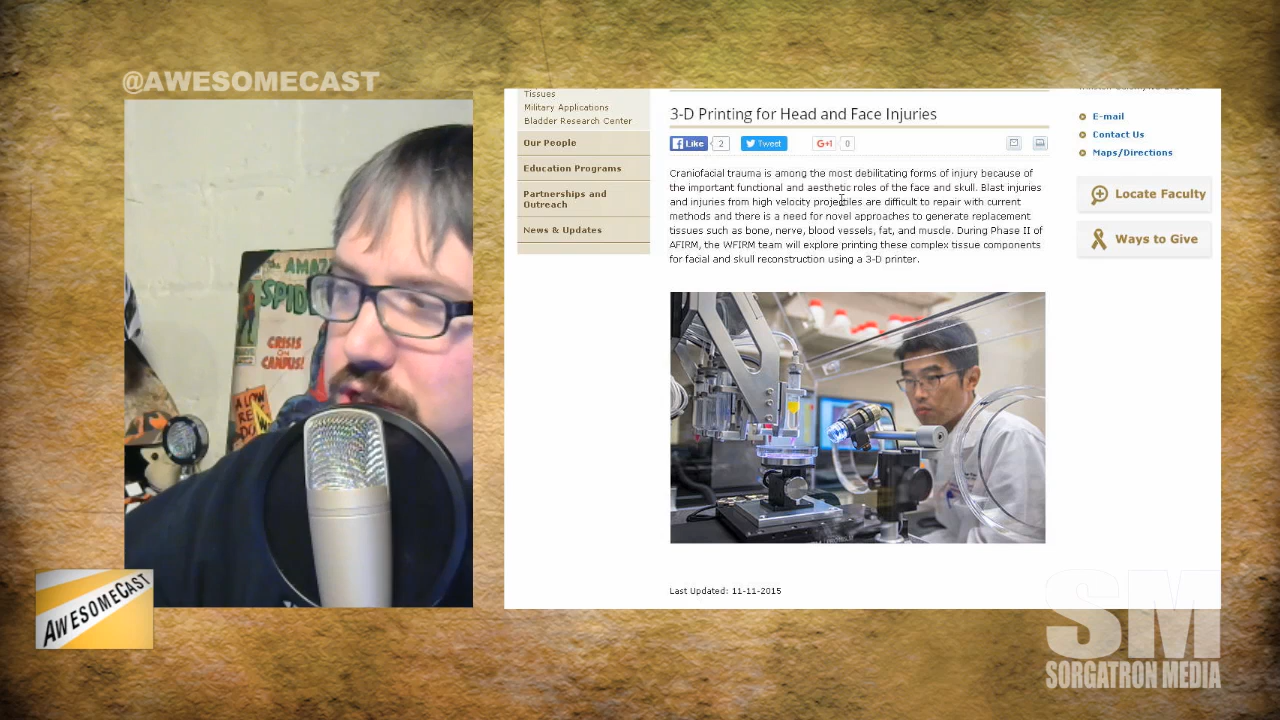 @AWESOMECAST
Tissues
Military Applications
Bladder Research Center
Our People
Education Programs
Partnerships and
Outreach
News & Updates
3-D Printing for Head and Face Injuries
Like 2 Tweet G+1 0
Craniofacial trauma is among the most debilitating forms of injury because of
the important functional and aesthetic roles of the face and skull. Blast injuries
and injuries from high velocity projectiles are difficult to repair with current
methods and there is a need for novel approaches to generate replacement
tissues such as bone, nerve, blood vessels, fat, and muscle. During Phase II of
AFIRM, the WFIRM team will explore printing these complex tissue components
for facial and skull reconstruction using a 3-D printer.
Last Updated: 11-11-2015
E-mail
Contact Us
Maps/Directions
Locate Faculty
Ways to Give
CRISIS
ON
CAMPUS!
AWESOMECAST
SM
SORGATRON MEDIA